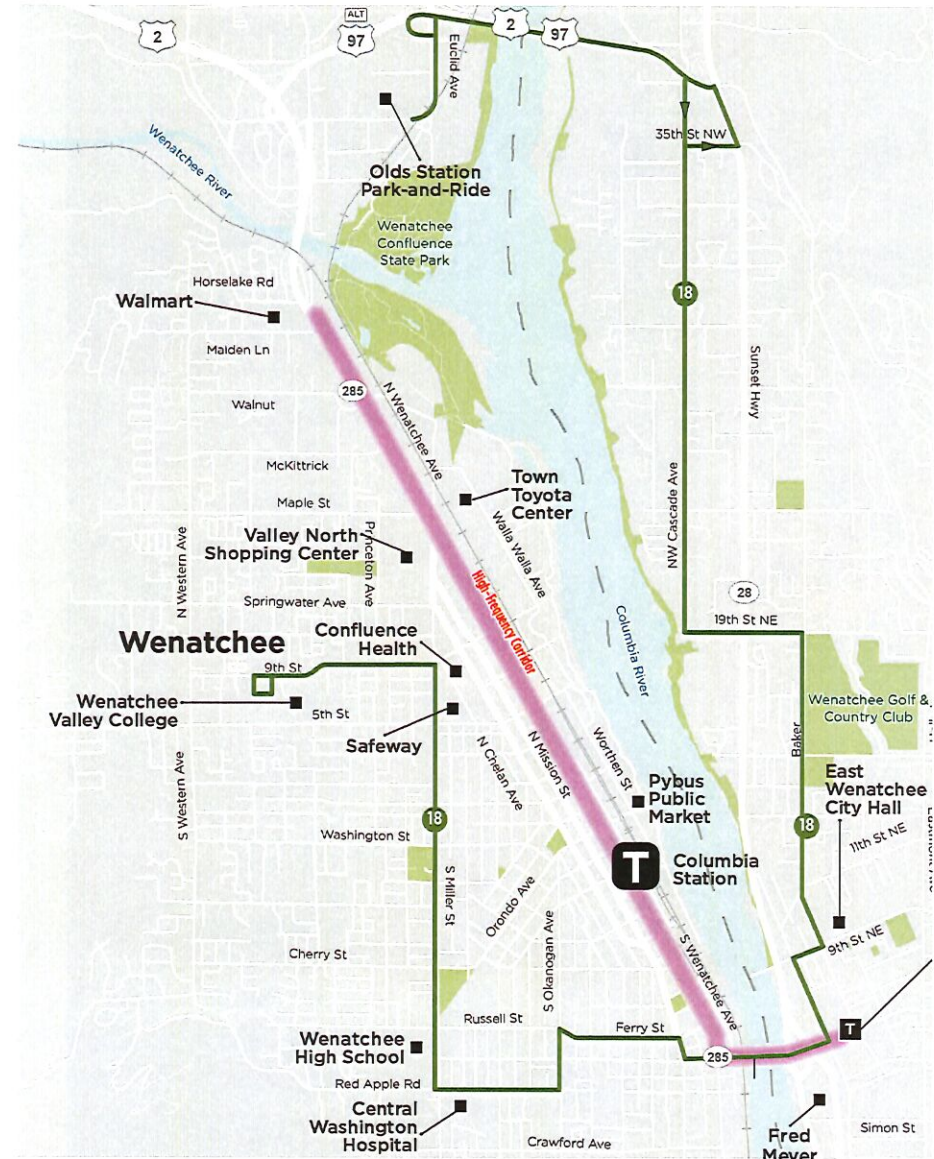 2
ALT
97
2
97
Euclid Ave
35th St NW
Wenatchee River
Olds Station
Park-and-Ride
Wenatchee
Confluence
State Park
Horselake Rd
Walmart
Maiden Ln
18
Sunset Hwy
285
Walnut
N Wenatchee Ave
McKittrick
Maple St
Town
Toyota
Center
NW Cascade Ave
N Western Ave
Valley North
Shopping Center
Princeton Ave
Walla Walla Ave
High-Frequency Corridor
28
Springwater Ave
19th St NE
Columbia River
Wenatchee
Confluence
Health
9th St
Wenatchee
Valley College
5th St
Safeway
Wenatchee Golf &
Country Club
N Chelan Ave
N Mission St
Worthen St
Baker
S Western Ave
Pybus
Public
Market
East
Wenatchee
City Hall
18
18
Washington St
11th St NE
T
Columbia
Station
S Miller St
Orondo Ave
S Okanogan Ave
9th St NE
Cherry St
S Wenatchee Ave
Russell St
Ferry St
T
Wenatchee
High School
285
Red Apple Rd
Central
Washington
Hospital
Fred
Meyer
Simon St
Crawford Ave